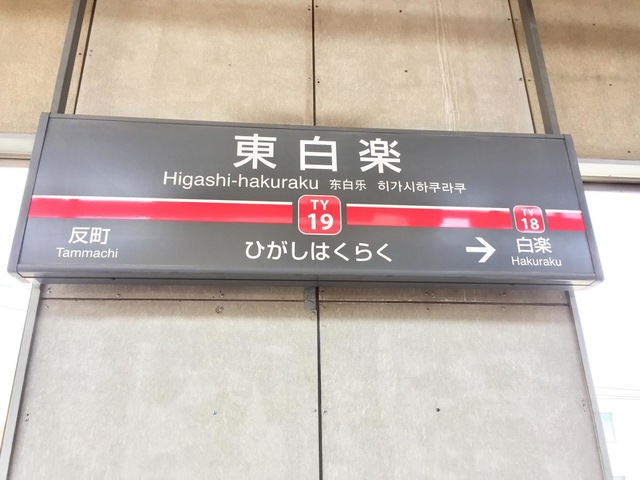 東白楽
Higashi-hakuraku 东白乐 히가시하쿠라쿠
TY
19
TY
18
反町
Tammachi
ひがしはくらく
→
白楽
Hakuraku